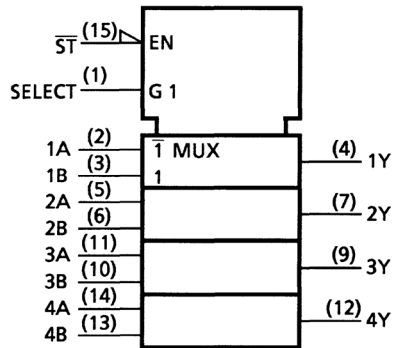 S̅T̅ (15) EN
SELECT (1) G 1
1A (2) 1̅ MUX (4) 1Y
1B (3) 1
2A (5) (7) 2Y
2B (6)
3A (11) (9) 3Y
3B (10)
4A (14) (12) 4Y
4B (13)